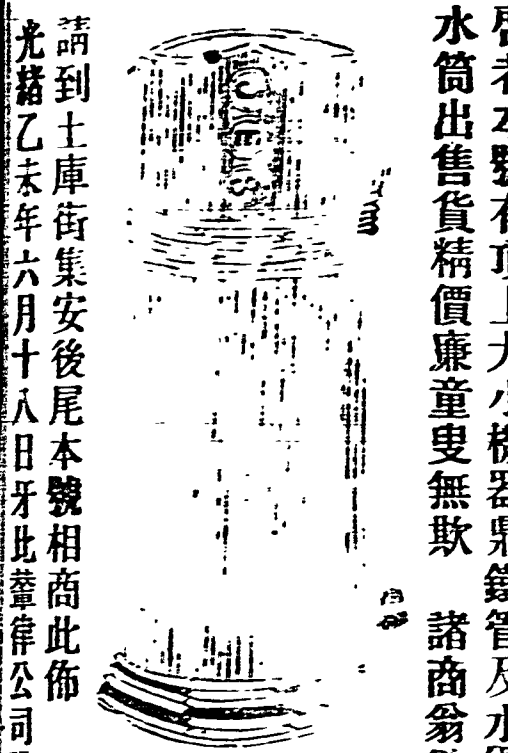 啓者本號有頂上大小機器鼎鐵管及水
水筒出售貨精價廉童叟無欺 諸商翁
請到土庫街集安後尾本號相商此佈
光緒乙未年六月十八日牙比葦律公司